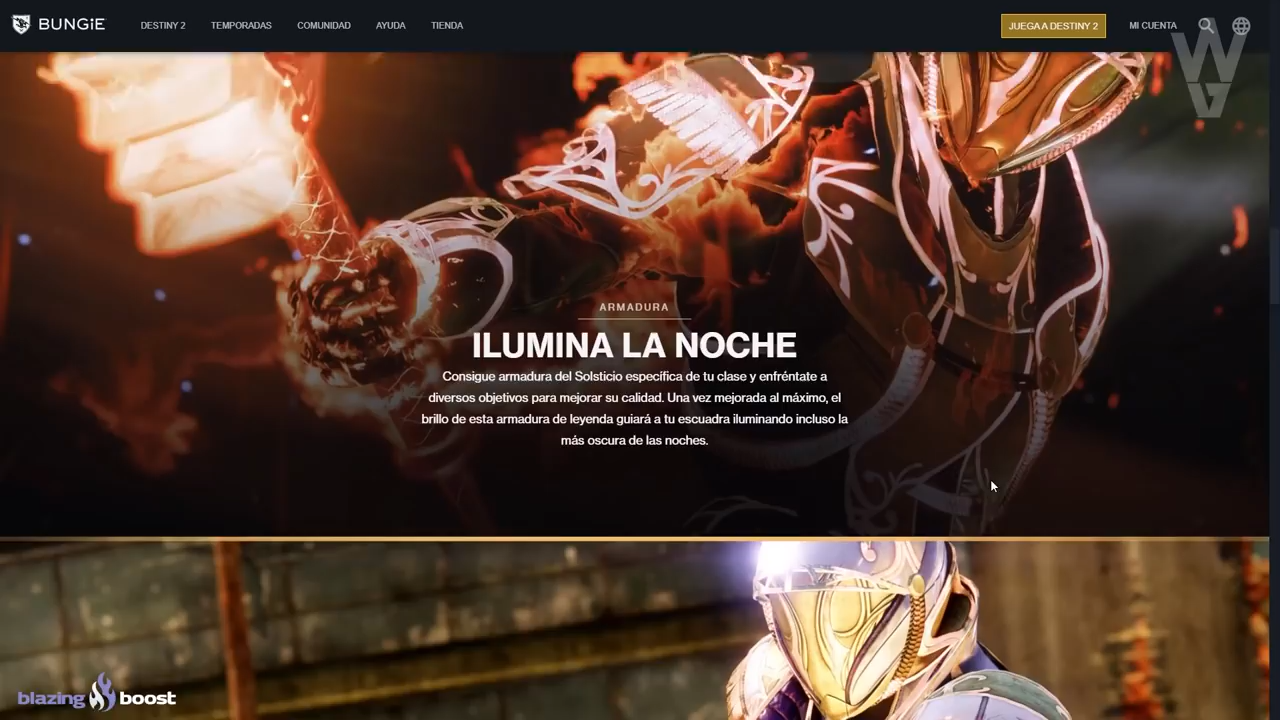 BUNGiE
DESTINY 2
TEMPORADAS
COMUNIDAD
AYUDA
TIENDA
JUEGA A DESTINY 2
MI CUENTA
WG
ARMADURA
ILUMINA LA NOCHE
Consigue armadura del Solsticio específica de tu clase y enfréntate a
diversos objetivos para mejorar su calidad. Una vez mejorada al máximo, el
brillo de esta armadura de leyenda guiará a tu escuadra iluminando incluso la
más oscura de las noches.
blazing boost